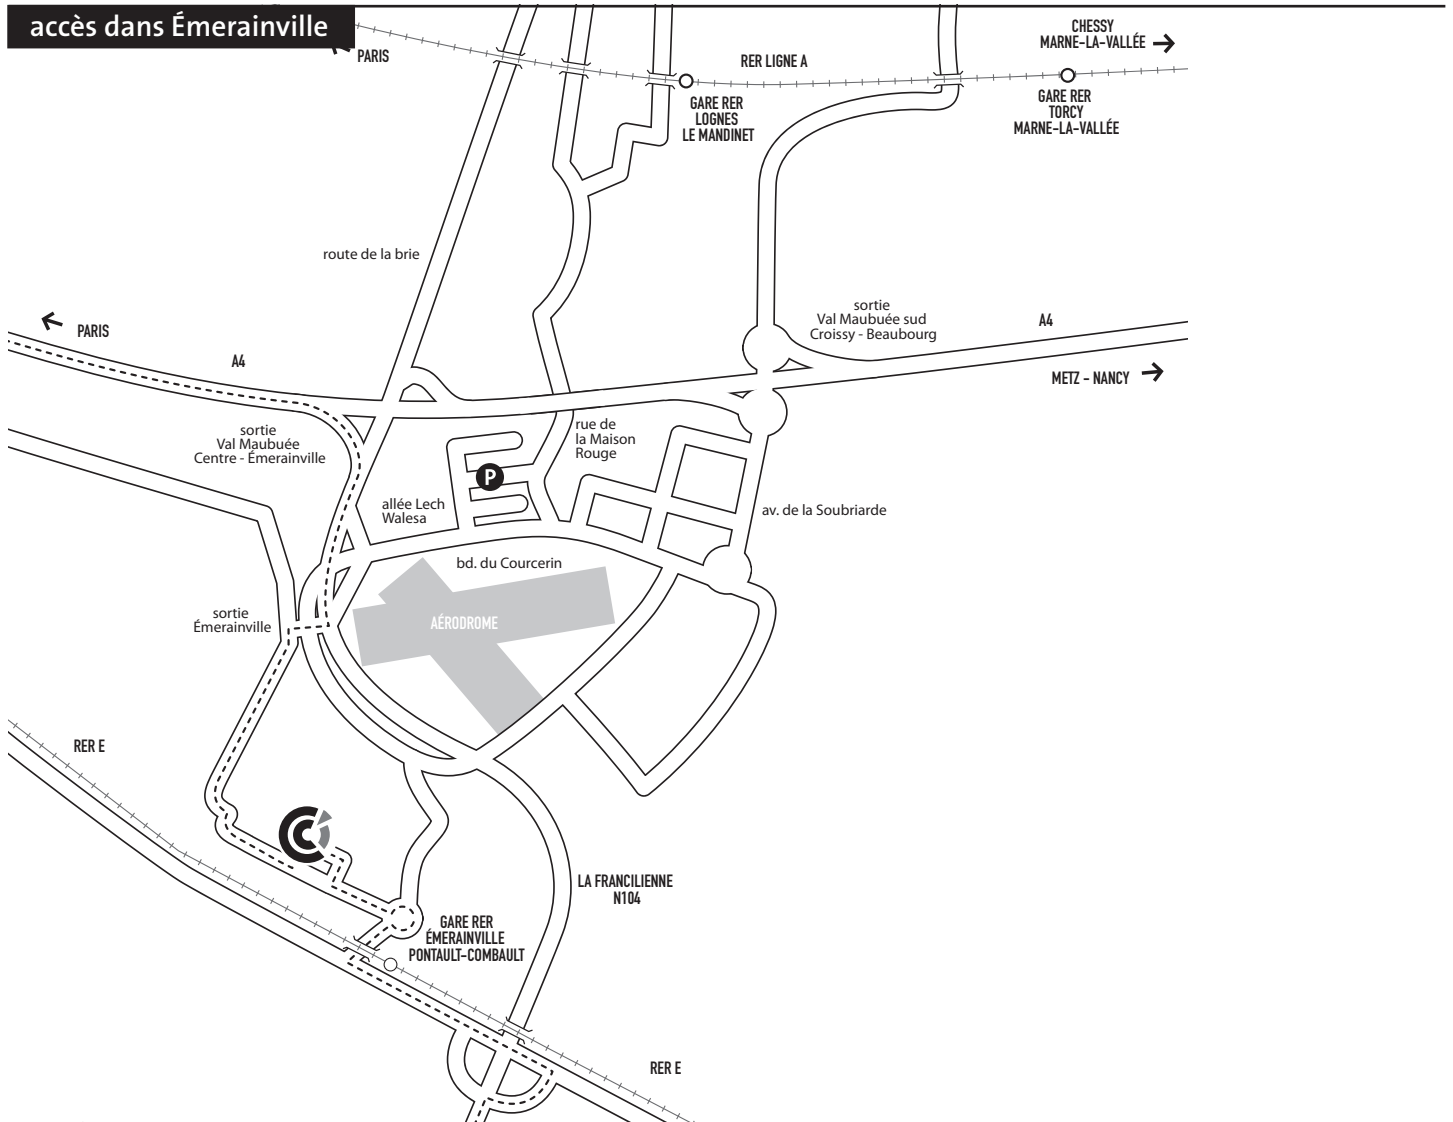 accès dans Émerainville
PARIS
RER LIGNE A
CHESSY
MARNE-LA-VALLÉE
GARE RER
LOGNES
LE MANDINET
GARE RER
TORCY
MARNE-LA-VALLÉE
route de la brie
sortie
Val Maubuée sud
Croissy - Beaubourg
A4
PARIS
A4
METZ - NANCY
sortie
Val Maubuée
Centre - Émerainville
rue de
la Maison
Rouge
P
allée Lech
Walesa
av. de la Soubriarde
bd. du Courcerin
sortie
Émerainville
AÉRODROME
RER E
LA FRANCILIENNE
N104
GARE RER
ÉMERAINVILLE
PONTAULT-COMBAULT
RER E